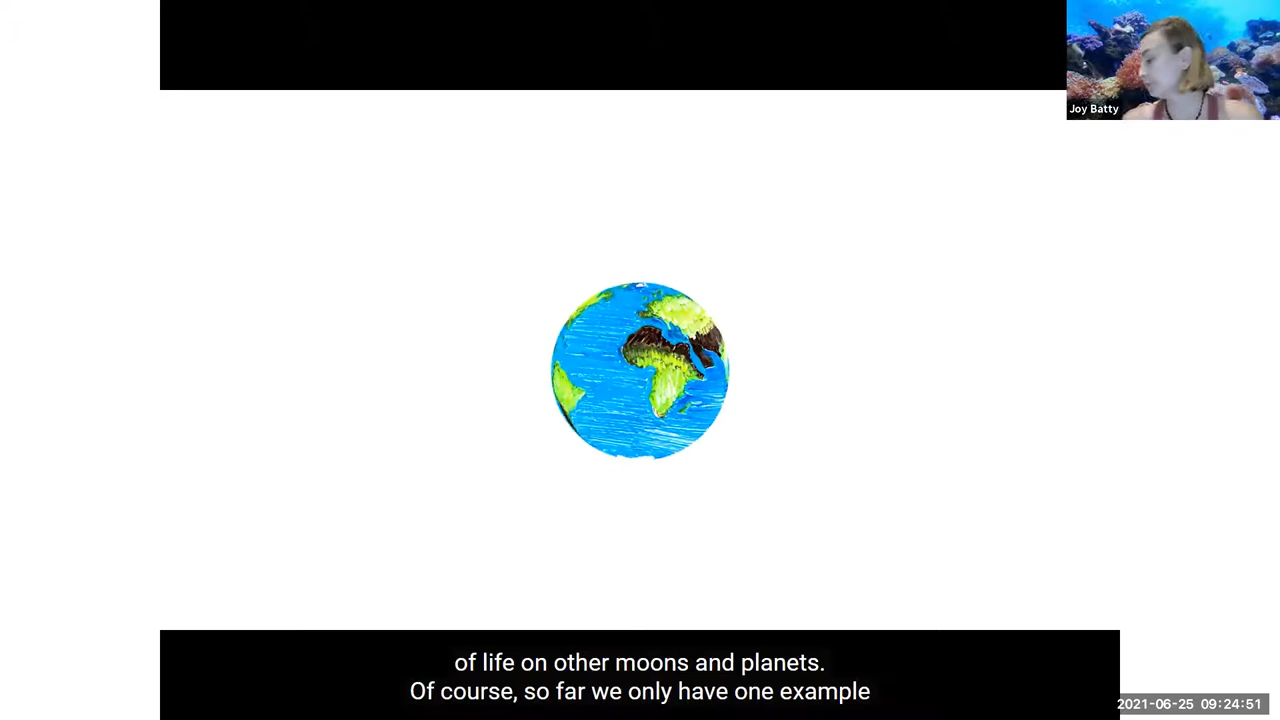 Joy Batty
of life on other moons and planets.
Of course, so far we only have one example
2021-06-25 09:24:51